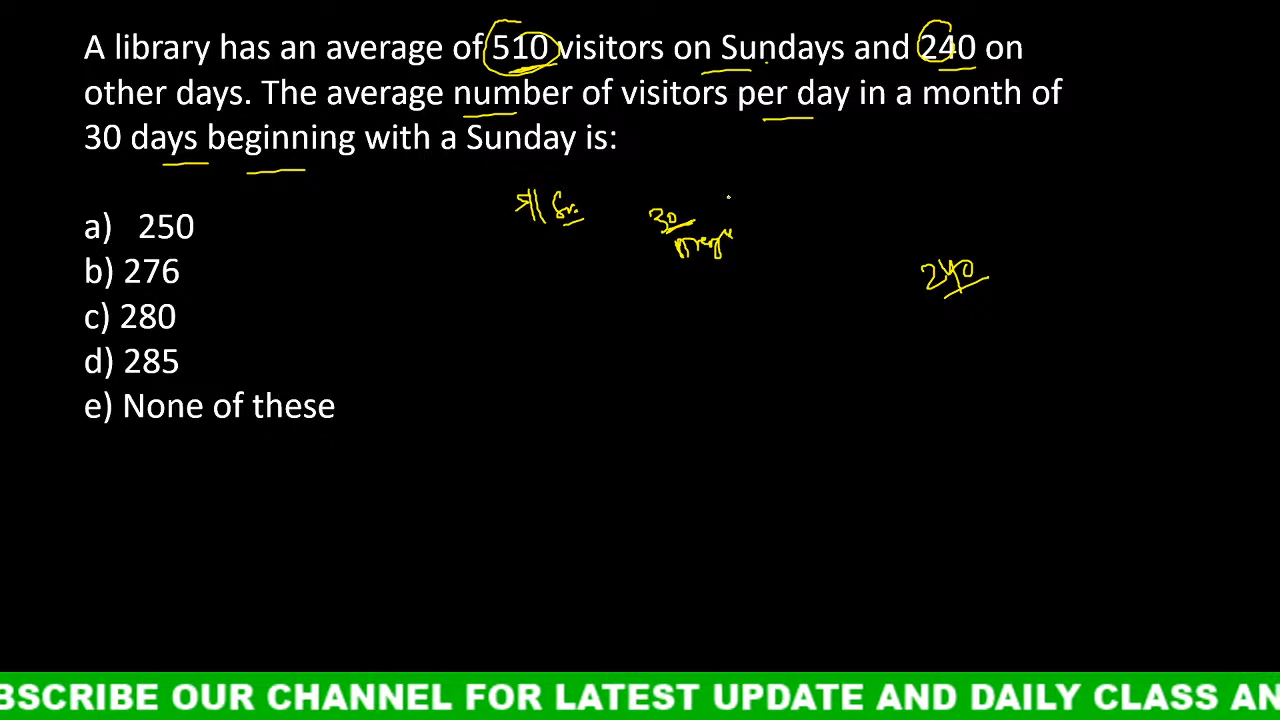 A library has an average of 510 visitors on Sundays and 240 on
other days. The average number of visitors per day in a month of
30 days beginning with a Sunday is:
30
240
a) 250
b) 276
c) 280
d) 285
e) None of these
BSCRIBE OUR CHANNEL FOR LATEST UPDATE AND DAILY CLASS AN